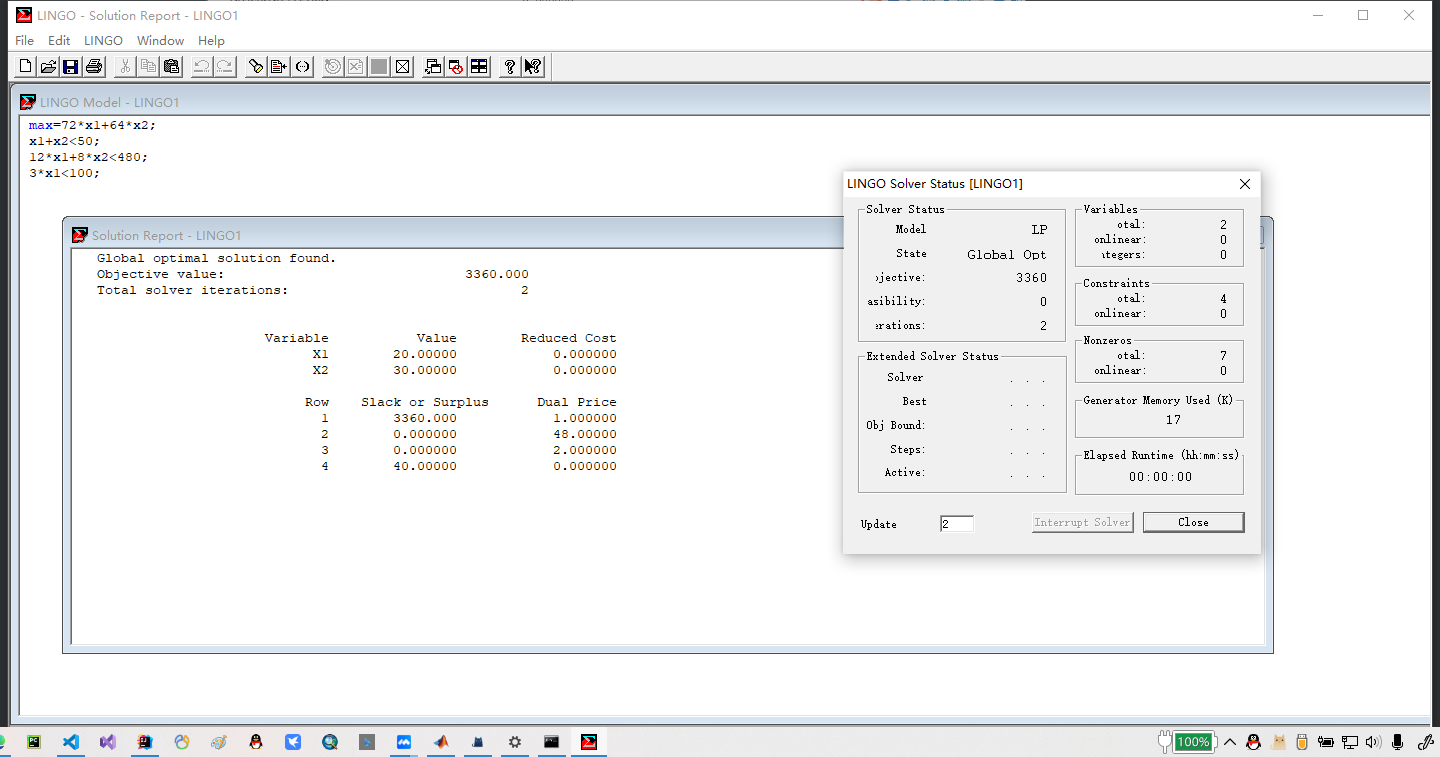 LINGO - Solution Report - LINGO1
File Edit LINGO Window Help
LINGO Model - LINGO1
max=72*x1+64*x2;
x1+x2<50;
12*x1+8*x2<480;
3*x1<100;
Solution Report - LINGO1
Global optimal solution found.
Objective value: 3360.000
Total solver iterations: 2
Variable Value Reduced Cost
X1 20.00000 0.000000
X2 30.00000 0.000000
Row Slack or Surplus Dual Price
1 3360.000 1.000000
2 0.000000 48.00000
3 0.000000 2.000000
4 40.00000 0.000000
LINGO Solver Status [LINGO1]
Solver Status
Model LP
State Global Opt
jective: 3360
asibility: 0
erations: 2
Extended Solver Status
Solver . . .
Best . . .
Obj Bound: . . .
Steps: . . .
Active: . . .
Variables
otal: 2
onlinear: 0
ntegers: 0
Constraints
otal: 4
onlinear: 0
Nonzeros
otal: 7
onlinear: 0
Generator Memory Used (K)
17
Elapsed Runtime (hh:mm:ss)
00:00:00
Update 2
Interrupt Solver
Close
PC
100%